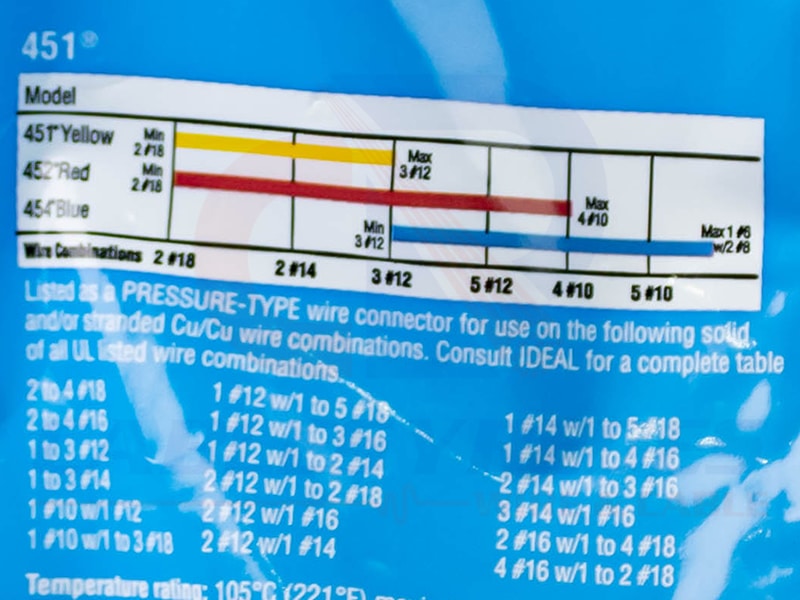 451®
Model
451®Yellow Min 2 #18 Max 3 #12
452®Red Min 2 #18 Max 4 #10
454®Blue Min 3 #12 Max 1 #6 w/2 #8
Wire Combinations 2 #18 2 #14 3 #12 5 #12 4 #10 5 #10
Listed as a PRESSURE-TYPE wire connector for use on the following solid
and/or stranded Cu/Cu wire combinations. Consult IDEAL for a complete table
of all UL listed wire combinations.
2 to 4 #18
2 to 4 #16
1 to 3 #12
1 to 3 #14
1 #10 w/1 #12
1 #10 w/1 to 3 #18
1 #12 w/1 to 5 #18
1 #12 w/1 to 3 #16
1 #12 w/1 to 2 #14
2 #12 w/1 to 2 #18
2 #12 w/1 #16
2 #12 w/1 #14
1 #14 w/1 to 5 #18
1 #14 w/1 to 4 #16
2 #14 w/1 to 3 #16
3 #14 w/1 #16
2 #16 w/1 to 4 #18
4 #16 w/1 to 2 #18
Temperature rating: 105°C (221°F)